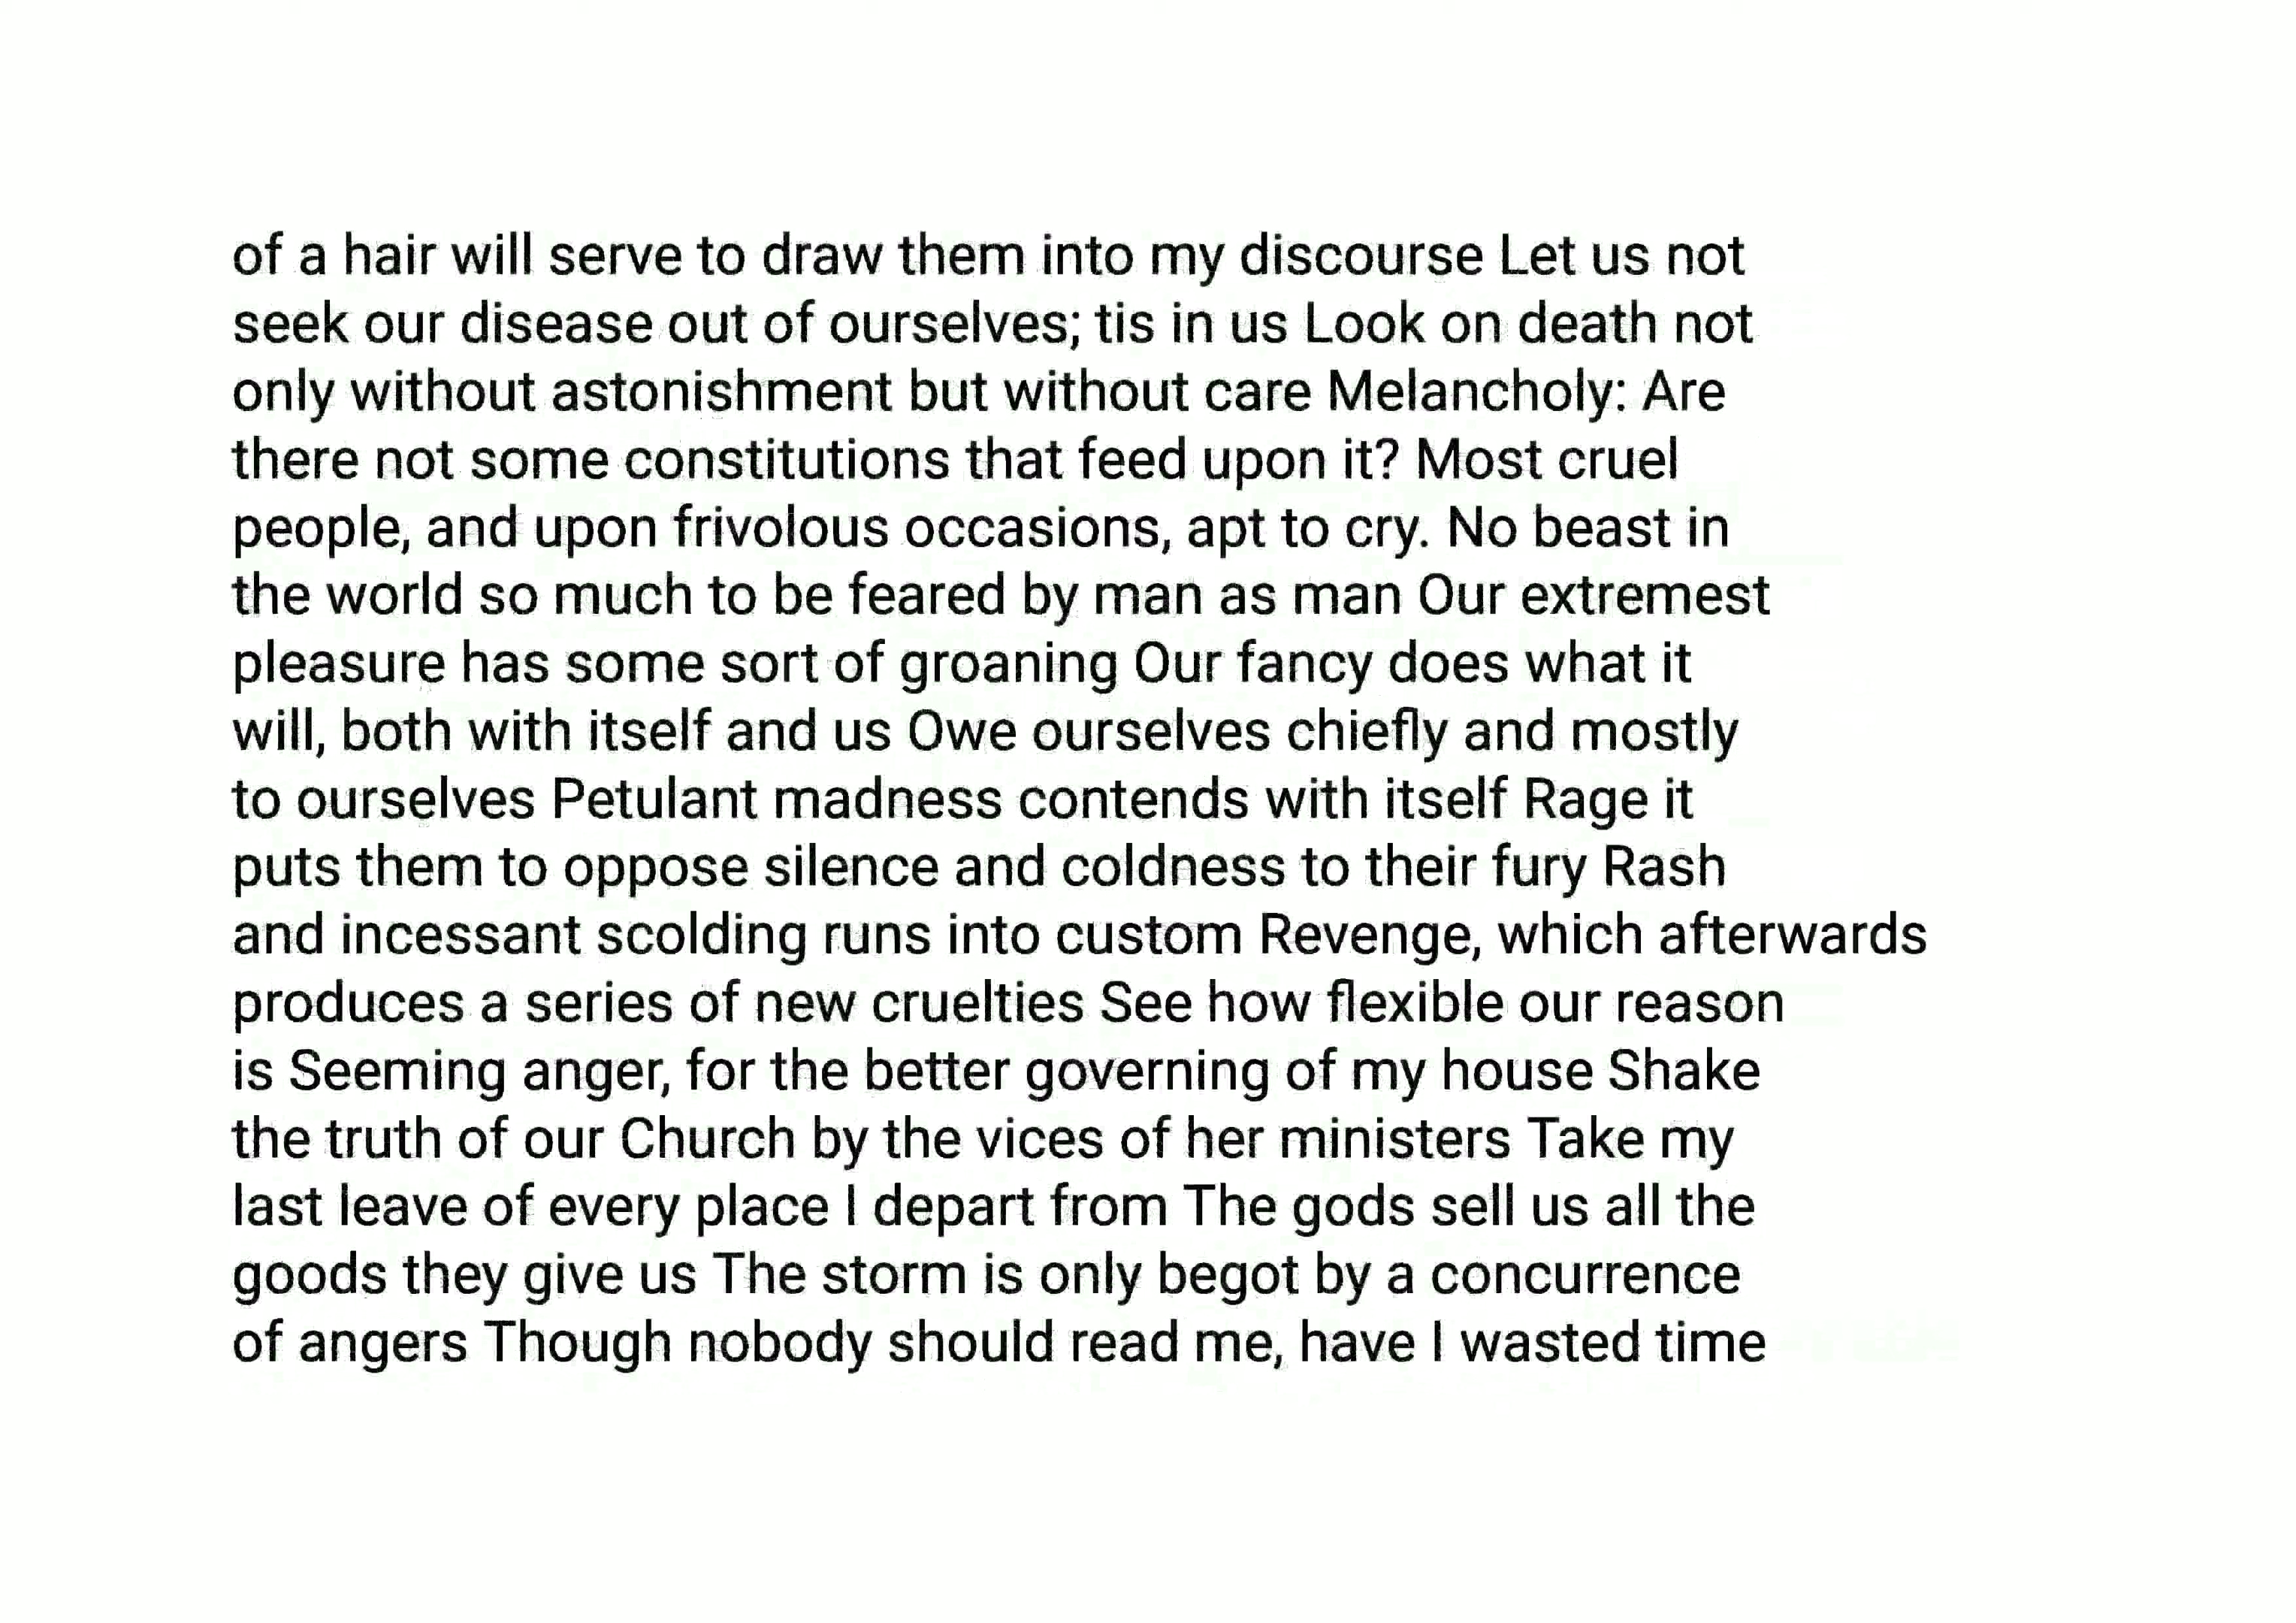 of a hair will serve to draw them into my discourse Let us not
seek our disease out of ourselves; tis in us Look on death not
only without astonishment but without care Melancholy: Are
there not some constitutions that feed upon it? Most cruel
people, and upon frivolous occasions, apt to cry. No beast in
the world so much to be feared by man as man Our extremest
pleasure has some sort of groaning Our fancy does what it
will, both with itself and us Owe ourselves chiefly and mostly
to ourselves Petulant madness contends with itself Rage it
puts them to oppose silence and coldness to their fury Rash
and incessant scolding runs into custom Revenge, which afterwards
produces a series of new cruelties See how flexible our reason
is Seeming anger, for the better governing of my house Shake
the truth of our Church by the vices of her ministers Take my
last leave of every place I depart from The gods sell us all the
goods they give us The storm is only begot by a concurrence
of angers Though nobody should read me, have I wasted time